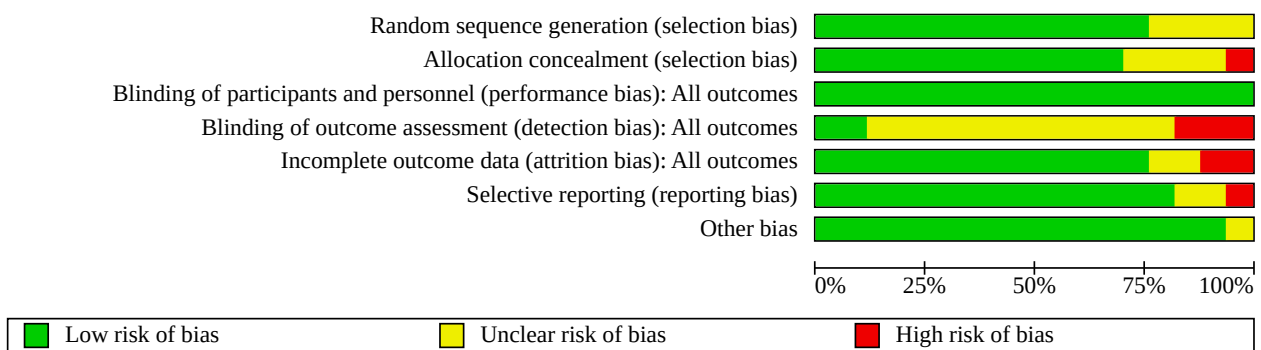 Random sequence generation (selection bias)
Allocation concealment (selection bias)
Blinding of participants and personnel (performance bias): All outcomes
Blinding of outcome assessment (detection bias): All outcomes
Incomplete outcome data (attrition bias): All outcomes
Selective reporting (reporting bias)
Other bias
0% 25% 50% 75% 100%
Low risk of bias Unclear risk of bias High risk of bias